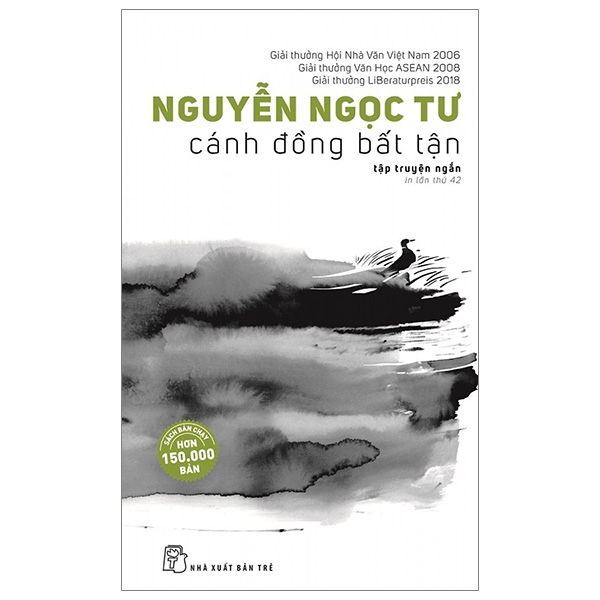 Giải thưởng Hội Nhà Văn Việt Nam 2006
Giải thưởng Văn Học ASEAN 2008
Giải thưởng LiBeraturpreis 2018
NGUYỄN NGỌC TƯ
cánh đồng bất tận
tập truyện ngắn
in lần thứ 42
SÁCH BÁN CHẠY
HƠN
150.000
BẢN
NHÀ XUẤT BẢN TRẺ